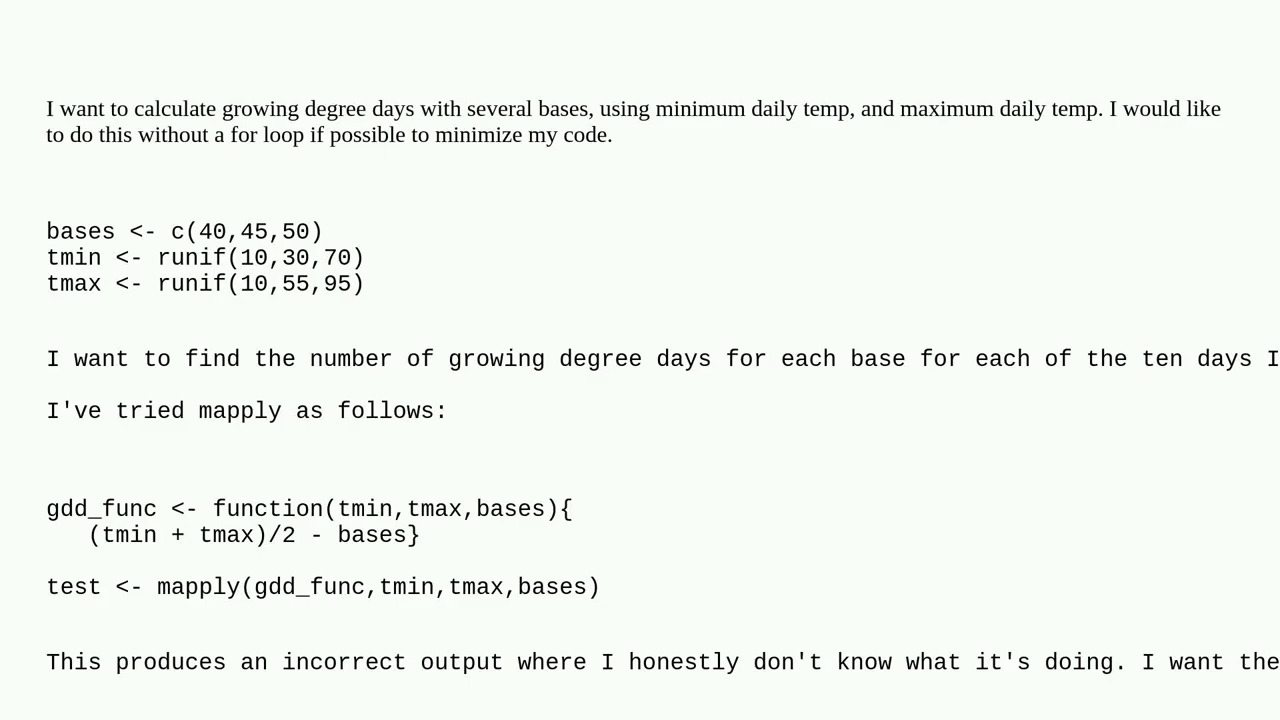 I want to calculate growing degree days with several bases, using minimum daily temp, and maximum daily temp. I would like
to do this without a for loop if possible to minimize my code.
bases <- c(40,45,50)
tmin <- runif(10,30,70)
tmax <- runif(10,55,95)
I want to find the number of growing degree days for each base for each of the ten days I
I've tried mapply as follows:
gdd_func <- function(tmin,tmax,bases){
   (tmin + tmax)/2 - bases}
test <- mapply(gdd_func,tmin,tmax,bases)
This produces an incorrect output where I honestly don't know what it's doing. I want the